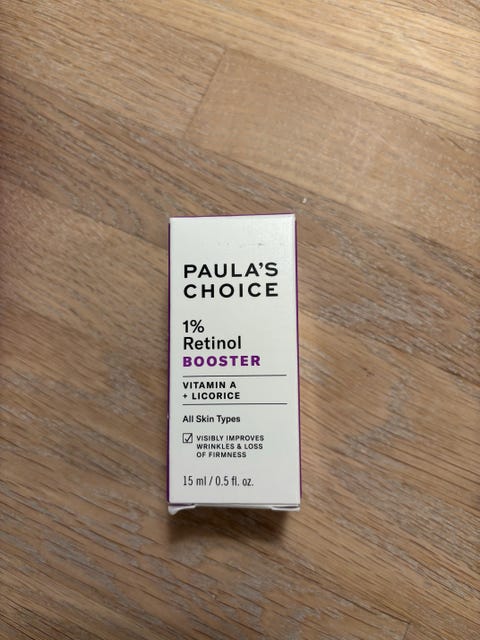 PAULA'S
CHOICE
1%
Retinol
BOOSTER
VITAMIN A
+ LICORICE
All Skin Types
VISIBLY IMPROVES
WRINKLES & LOSS
OF FIRMNESS
15 ml / 0.5 fl. oz.